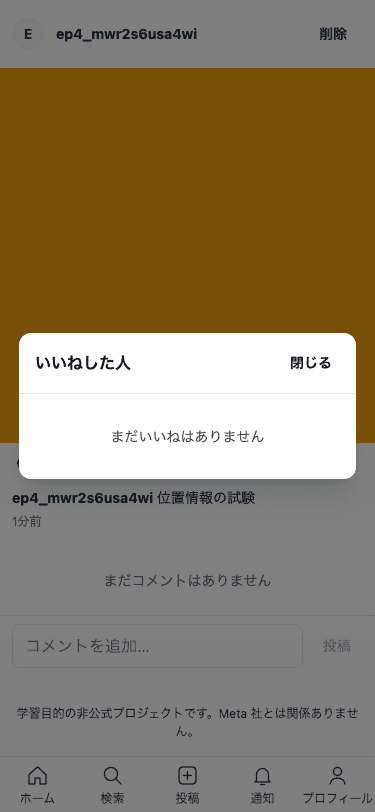 E ep4_mwr2s6usa4wi 削除
いいねした人 閉じる
まだいいねはありません
ep4_mwr2s6usa4wi 位置情報の試験
1分前
まだコメントはありません
コメントを追加... 投稿
学習目的の非公式プロジェクトです。Meta 社とは関係ありませ
ん。
ホーム 検索 投稿 通知 プロフィール